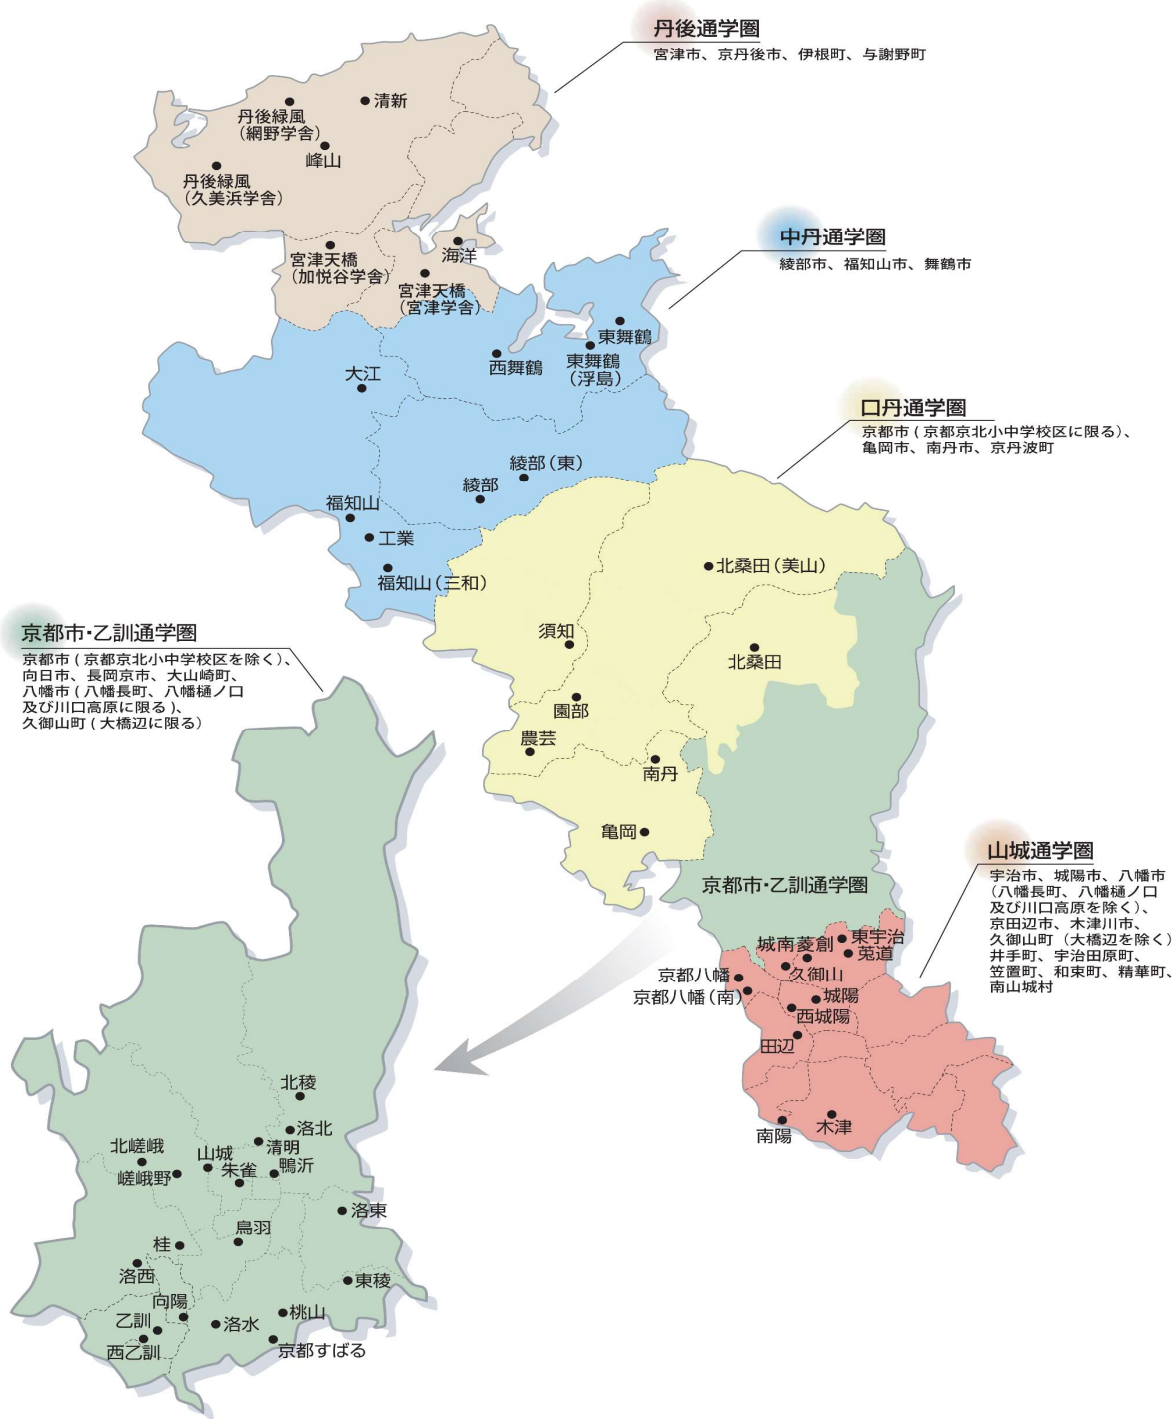 丹後通学圏
宮津市、京丹後市、伊根町、与謝野町
清新
丹後緑風
（網野学舎）
峰山
丹後緑風
（久美浜学舎）
宮津天橋
（加悦谷学舎）
海洋
宮津天橋
（宮津学舎）
中丹通学圏
綾部市、福知山市、舞鶴市
東舞鶴
東舞鶴
（浮島）
西舞鶴
大江
綾部（東）
綾部
福知山
工業
福知山（三和）
口丹通学圏
京都市（京都京北小中学校区に限る）、
亀岡市、南丹市、京丹波町
北桑田（美山）
須知
北桑田
園部
農芸
南丹
亀岡
京都市・乙訓通学圏
京都市・乙訓通学圏
京都市（京都京北小中学校区を除く）、
向日市、長岡京市、大山崎町、
八幡市（八幡長町、八幡樋ノ口
及び川口高原に限る）、
久御山町（大橋辺に限る）
北稜
洛北
清明
鴨沂
北嵯峨
嵯峨野
山城
朱雀
洛東
鳥羽
桂
洛西
東稜
向陽
乙訓
西乙訓
洛水
桃山
京都すばる
山城通学圏
宇治市、城陽市、八幡市
（八幡長町、八幡樋ノ口
及び川口高原を除く）、
京田辺市、木津川市、
久御山町（大橋辺を除く）
井手町、宇治田原町、
笠置町、和束町、精華町、
南山城村
東宇治
城南菱創
莵道
久御山
京都八幡
京都八幡（南）
城陽
西城陽
田辺
南陽
木津